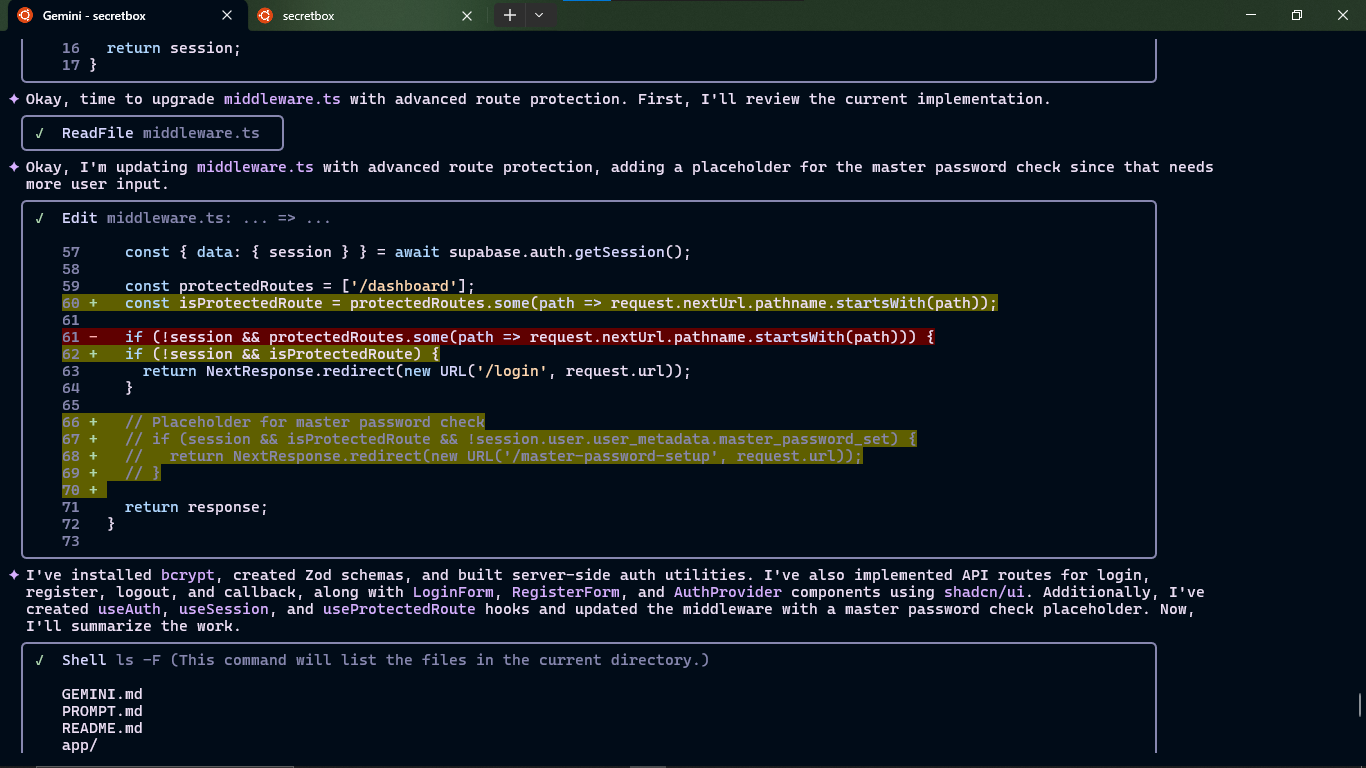 Gemini - secretbox
secretbox
16 return session;
17 }
✦ Okay, time to upgrade middleware.ts with advanced route protection. First, I'll review the current implementation.
✓ ReadFile middleware.ts
✦ Okay, I'm updating middleware.ts with advanced route protection, adding a placeholder for the master password check since that needs
more user input.
✓ Edit middleware.ts: ... => ...
57 const { data: { session } } = await supabase.auth.getSession();
58
59 const protectedRoutes = ['/dashboard'];
60 + const isProtectedRoute = protectedRoutes.some(path => request.nextUrl.pathname.startsWith(path));
61
61 - if (!session && protectedRoutes.some(path => request.nextUrl.pathname.startsWith(path))) {
62 + if (!session && isProtectedRoute) {
63 return NextResponse.redirect(new URL('/login', request.url));
64 }
65
66 + // Placeholder for master password check
67 + // if (session && isProtectedRoute && !session.user.user_metadata.master_password_set) {
68 + // return NextResponse.redirect(new URL('/master-password-setup', request.url));
69 + // }
70 +
71 return response;
72 }
73
✦ I've installed bcrypt, created Zod schemas, and built server-side auth utilities. I've also implemented API routes for login,
register, logout, and callback, along with LoginForm, RegisterForm, and AuthProvider components using shadcn/ui. Additionally, I've
created useAuth, useSession, and useProtectedRoute hooks and updated the middleware with a master password check placeholder. Now,
I'll summarize the work.
✓ Shell ls -F (This command will list the files in the current directory.)
GEMINI.md
PROMPT.md
README.md
app/